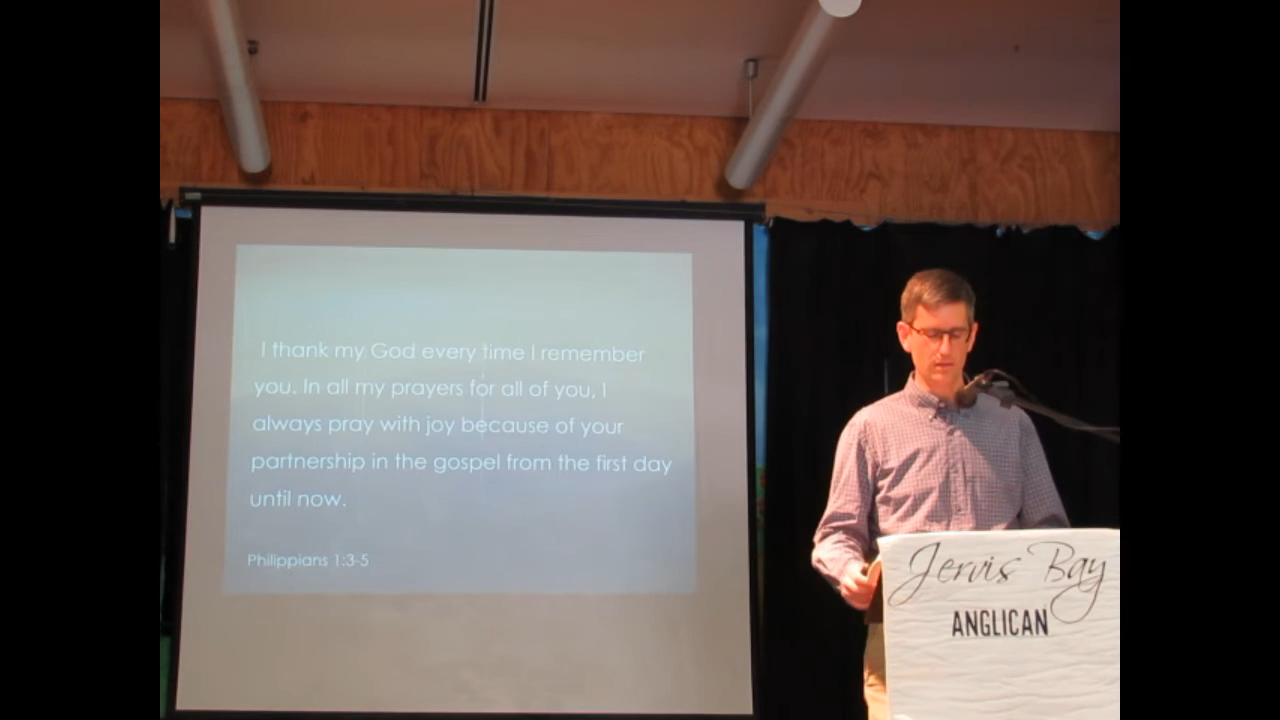 I thank my God every time I remember
you. In all my prayers for all of you, I
always pray with joy because of your
partnership in the gospel from the first day
until now.
Philippians 1:3-5
Jervis Bay
ANGLICAN